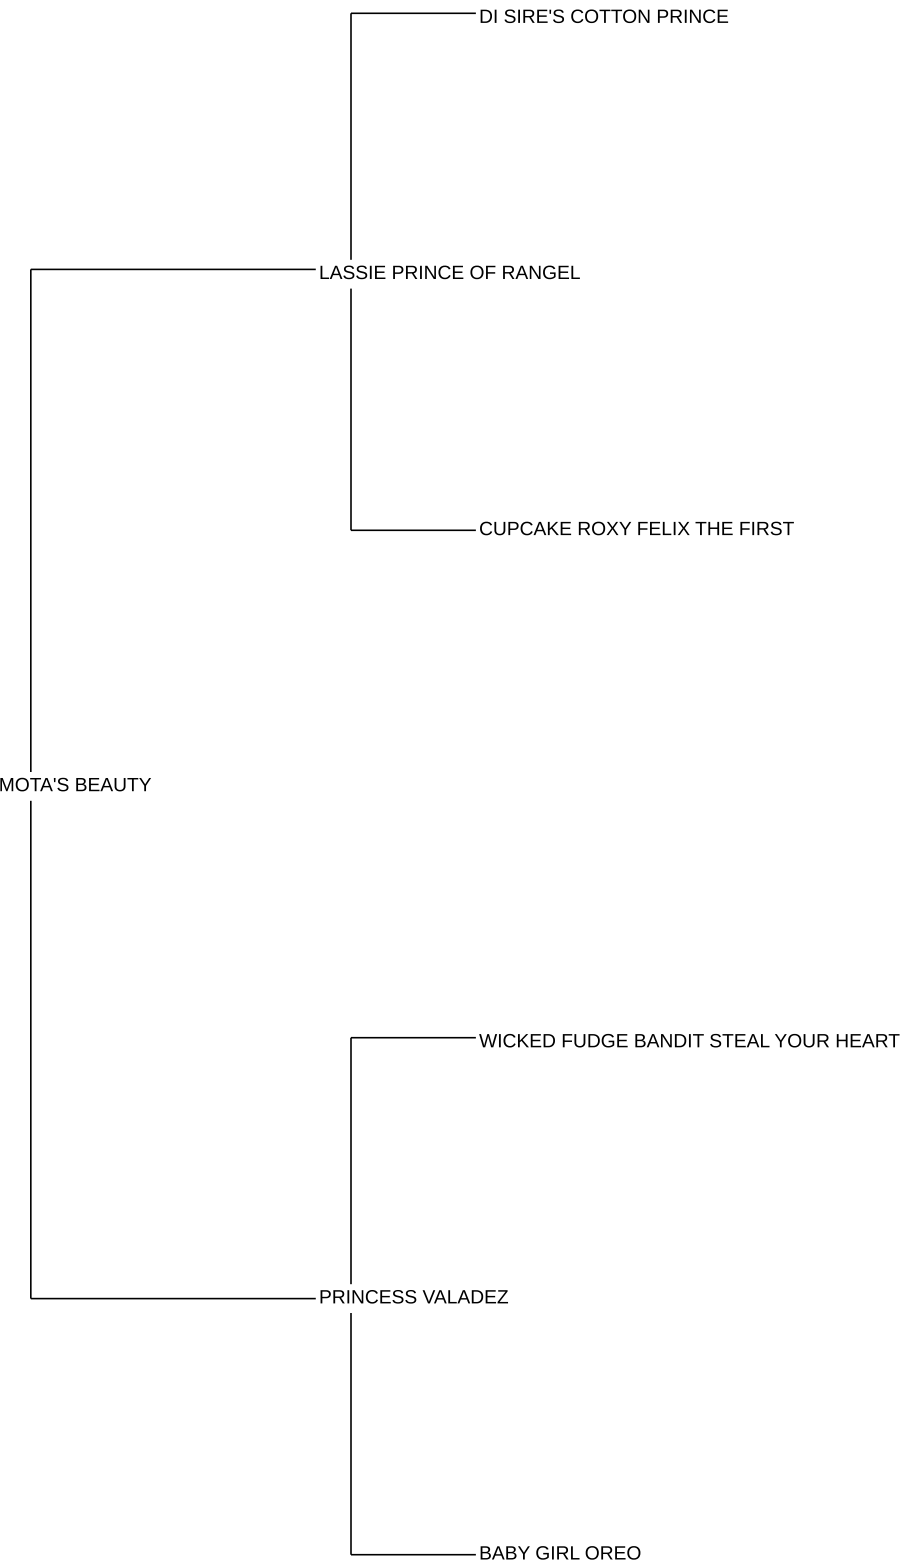 DI SIRE'S COTTON PRINCE
LASSIE PRINCE OF RANGEL
CUPCAKE ROXY FELIX THE FIRST
MOTA'S BEAUTY
WICKED FUDGE BANDIT STEAL YOUR HEART
PRINCESS VALADEZ
BABY GIRL OREO